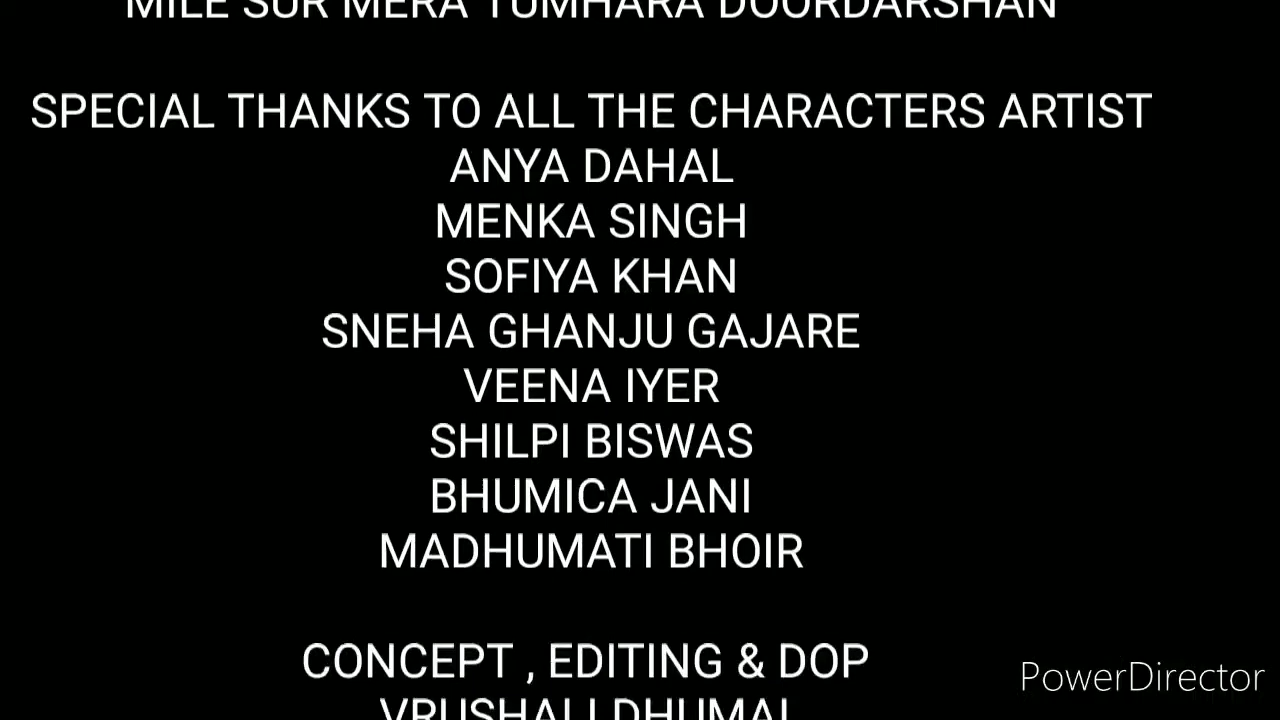 MILE SUR MERA TUMHARA DOORDARSHAN
SPECIAL THANKS TO ALL THE CHARACTERS ARTIST
ANYA DAHAL
MENKA SINGH
SOFIYA KHAN
SNEHA GHANJU GAJARE
VEENA IYER
SHILPI BISWAS
BHUMICA JANI
MADHUMATI BHOIR
CONCEPT , EDITING & DOP
VRUSHALI DHUMAL
PowerDirector